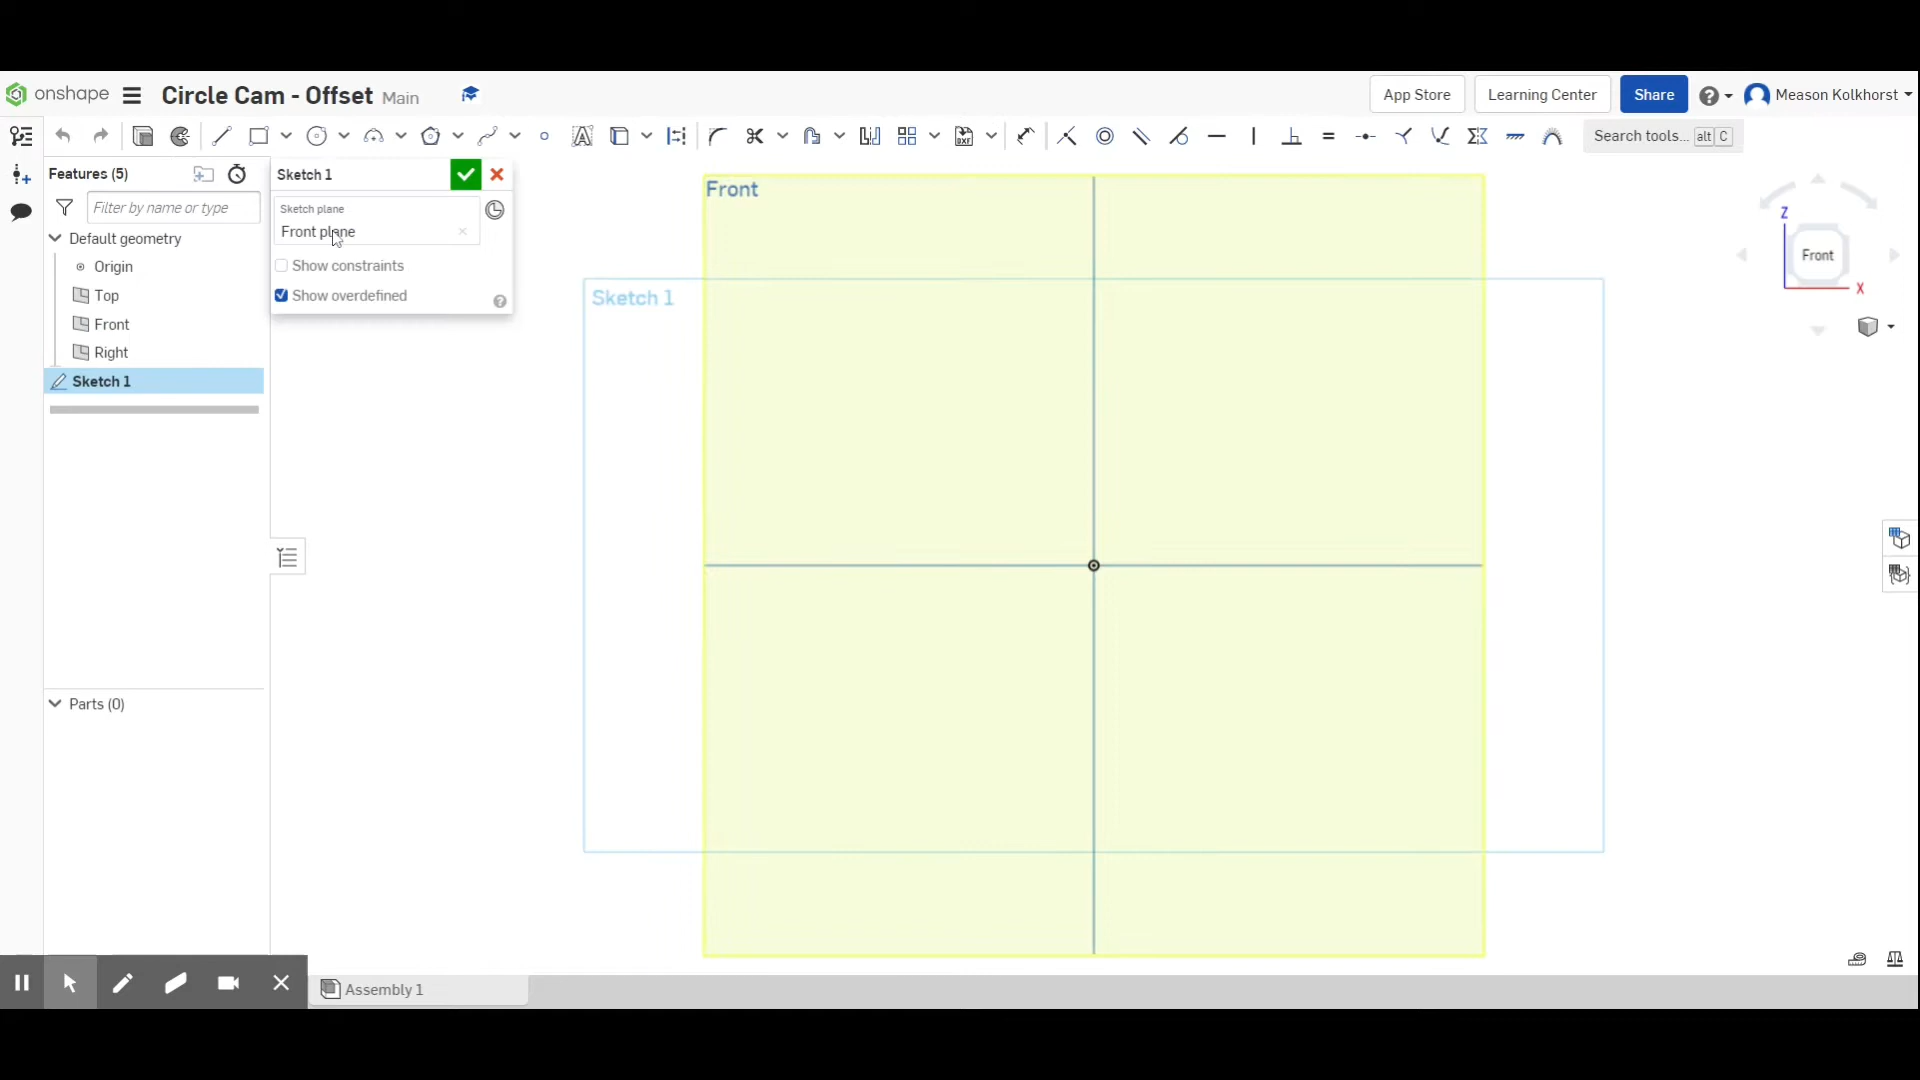 onshape
Circle Cam - Offset Main
App Store
Learning Center
Share
Meason Kolkhorst
Search tools... alt C
Features (5)
Filter by name or type
Default geometry
Origin
Top
Front
Right
Sketch 1
Parts (0)
Sketch 1
Sketch plane
Front plane
Show constraints
Show overdefined
Front
Sketch 1
Z
Front
X
Assembly 1